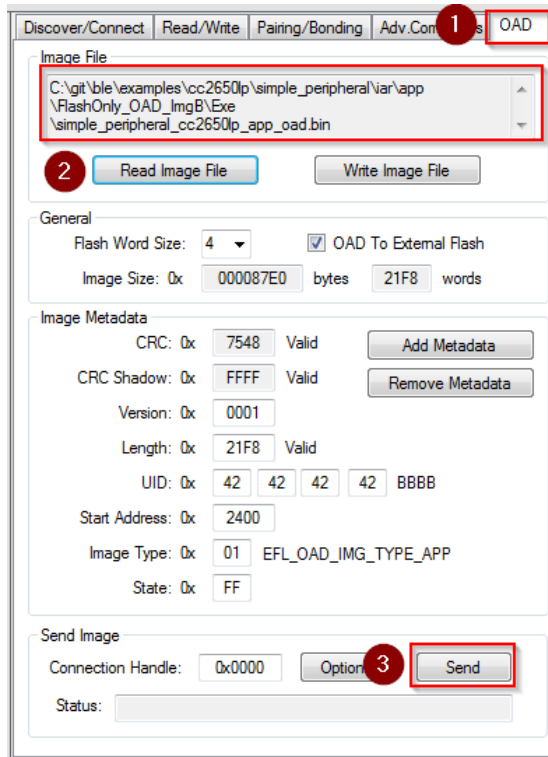 Discover/Connect Read/Write Pairing/Bonding Adv.Com 1 s OAD
Image File
C:\git\ble\examples\cc2650lp\simple_peripheral\iar\app
\FlashOnly_OAD_ImgB\Exe
\simple_peripheral_cc2650lp_app_oad.bin
2 Read Image File Write Image File
General
Flash Word Size: 4 OAD To External Flash
Image Size: 0x 000087E0 bytes 21F8 words
Image Metadata
CRC: 0x 7548 Valid Add Metadata
CRC Shadow: 0x FFFF Valid Remove Metadata
Version: 0x 0001
Length: 0x 21F8 Valid
UID: 0x 42 42 42 42 BBBB
Start Address: 0x 2400
Image Type: 0x 01 EFL_OAD_IMG_TYPE_APP
State: 0x FF
Send Image
Connection Handle: 0x0000 Option 3 Send
Status: